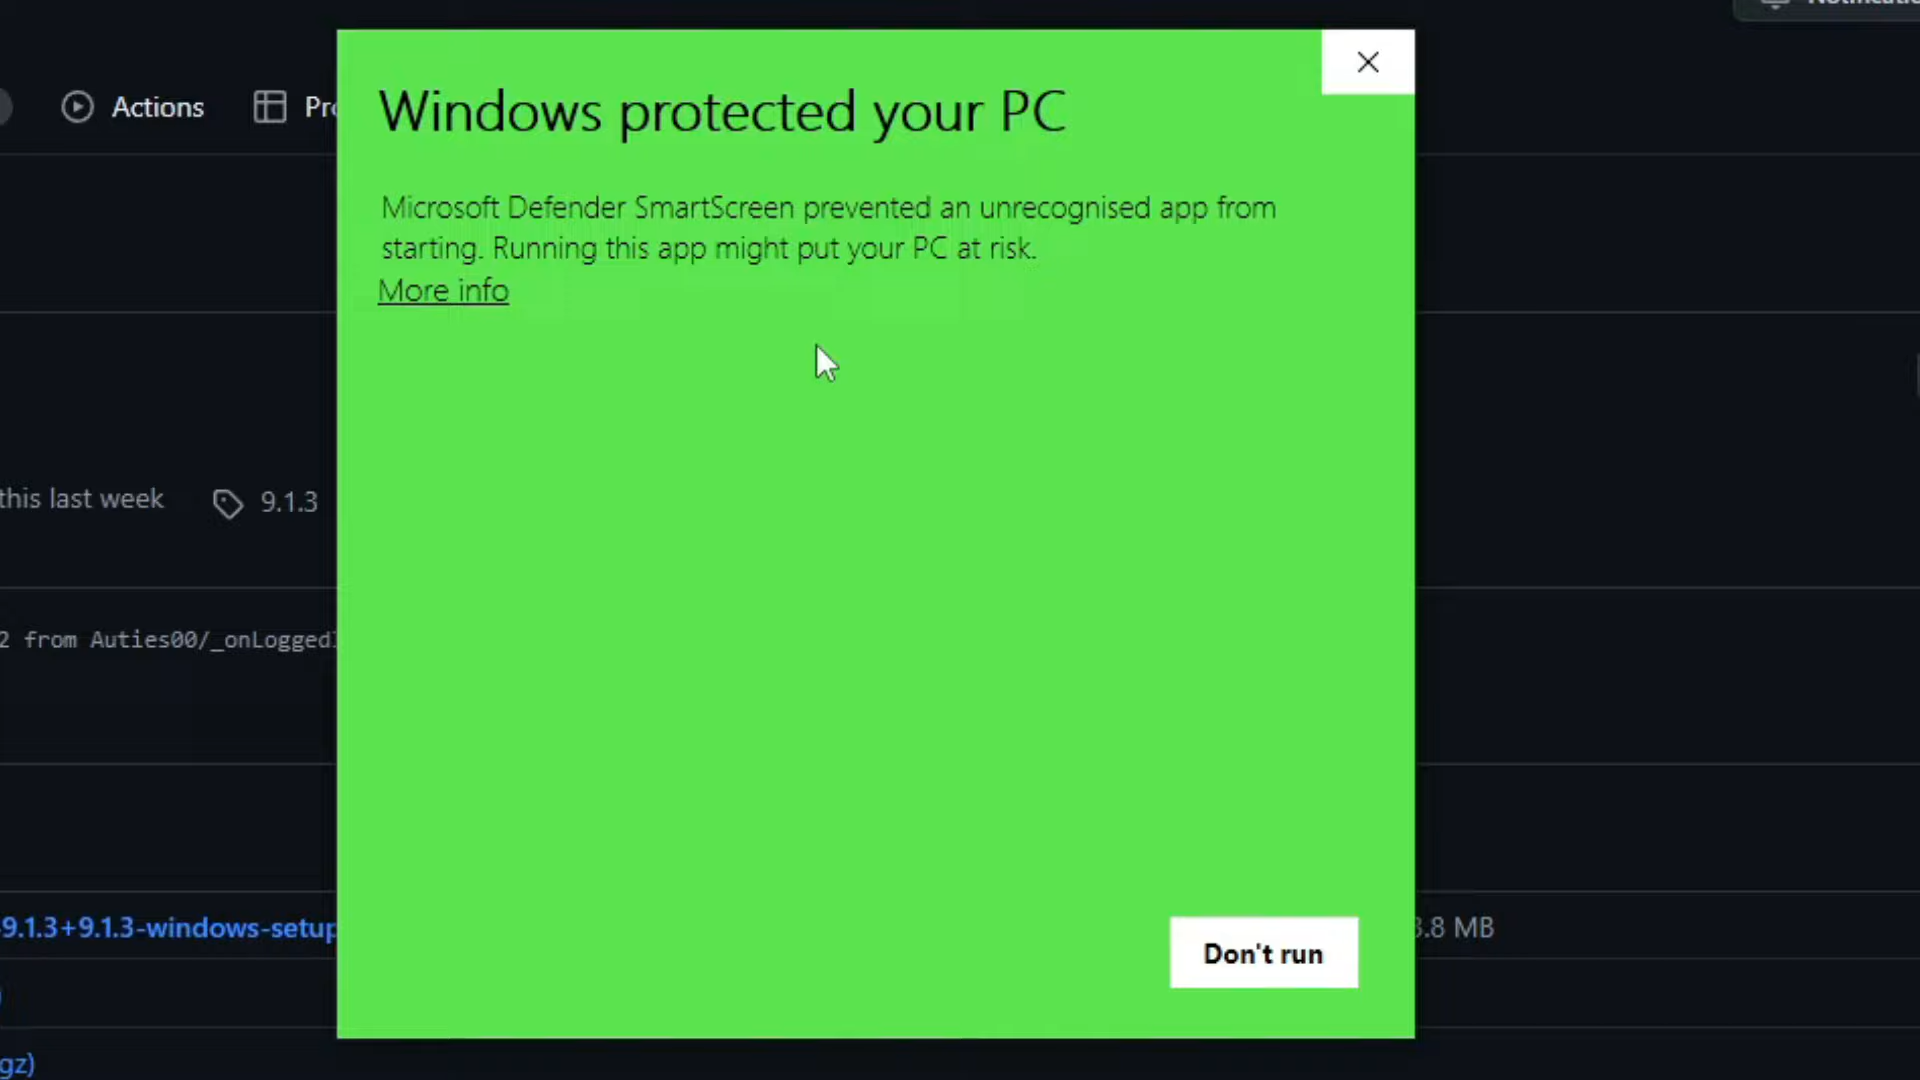 Actions
Windows protected your PC
Microsoft Defender SmartScreen prevented an unrecognised app from
starting. Running this app might put your PC at risk.
More info
this last week
9.1.3
2 from Auties00/_onLogged
9.1.3+9.1.3-windows-setup
.8 MB
Don't run
gz)